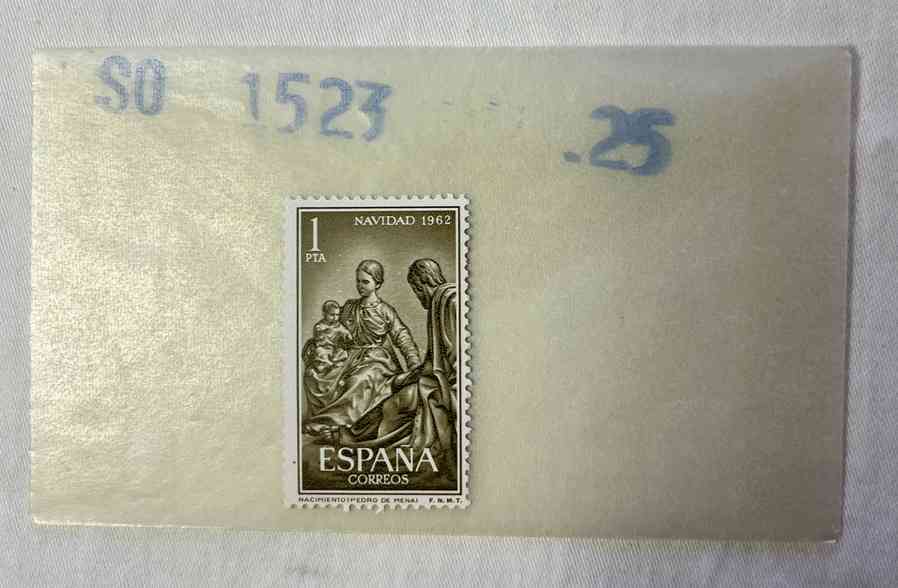 SO 1523 .25
NAVIDAD 1962
1
PTA
ESPAÑA
CORREOS
NACIMIENTO (PEDRO DE MENA) F. N. M. T.